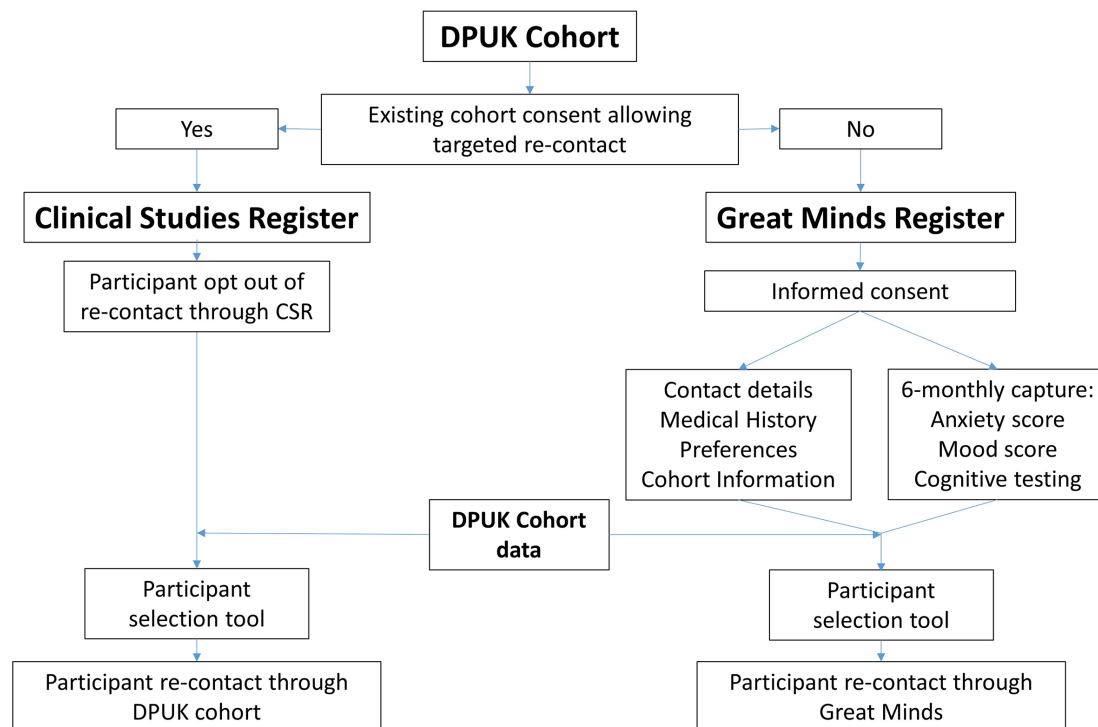 DPUK Cohort
Existing cohort consent allowing
targeted re-contact
Yes
No
Clinical Studies Register
Great Minds Register
Participant opt out of
re-contact through CSR
Informed consent
Contact details
Medical History
Preferences
Cohort Information
6-monthly capture:
Anxiety score
Mood score
Cognitive testing
DPUK Cohort
data
Participant
selection tool
Participant
selection tool
Participant re-contact through
DPUK cohort
Participant re-contact through
Great Minds